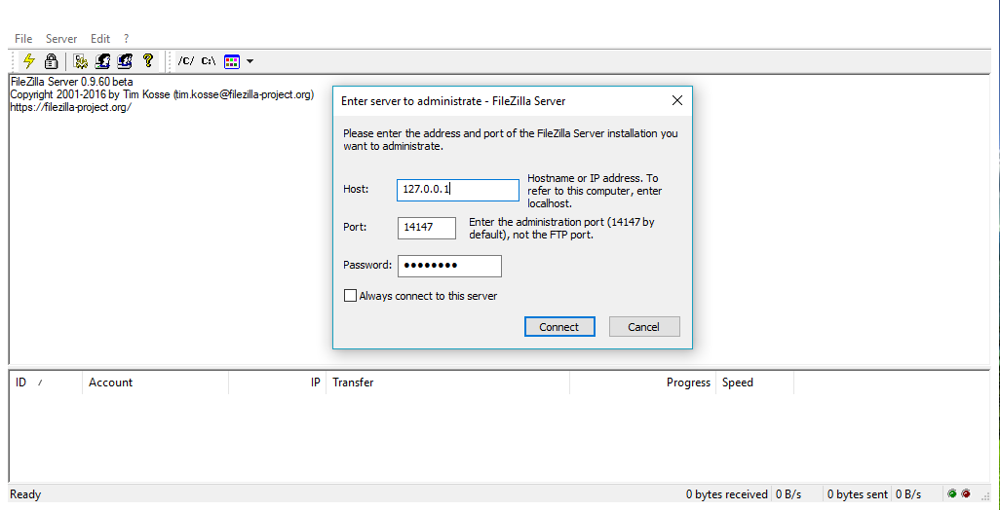 File Server Edit ?
/C/ C:\
FileZilla Server 0.9.60 beta
Copyright 2001-2016 by Tim Kosse (tim.kosse@filezilla-project.org)
https://filezilla-project.org/
Enter server to administrate - FileZilla Server
Please enter the address and port of the FileZilla Server installation you
want to administrate.
Host:
127.0.0.1
Hostname or IP address. To
refer to this computer, enter
localhost.
Port:
14147
Enter the administration port (14147 by
default), not the FTP port.
Password:
●●●●●●●●
Always connect to this server
Connect Cancel
ID / Account IP Transfer Progress Speed
Ready 0 bytes received 0 B/s 0 bytes sent 0 B/s